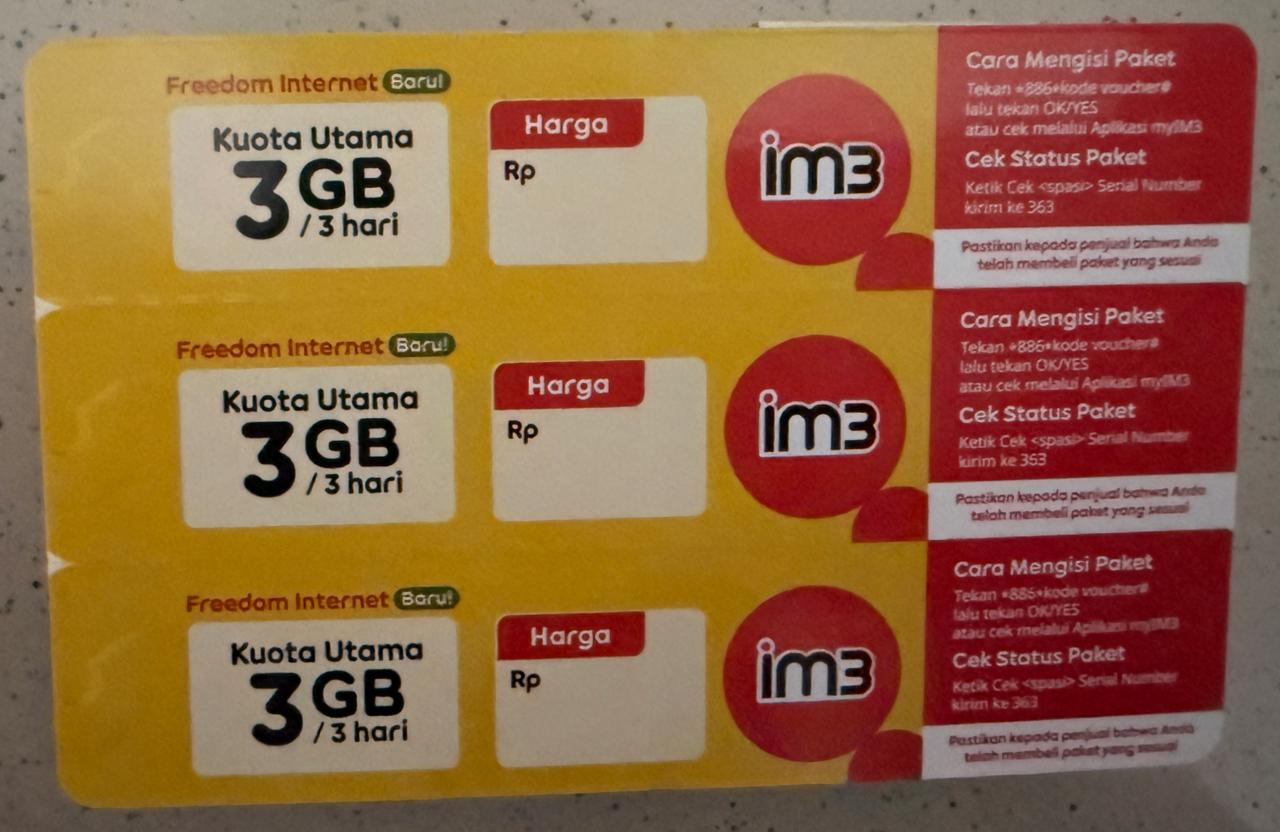 Freedom Internet Baru!
Kuota Utama
3 GB
/ 3 hari
Harga
Rp
im3
Cara Mengisi Paket
Tekan *886*kode voucher#
lalu tekan OK/YES
atau cek melalui Aplikasi myIM3
Cek Status Paket
Ketik Cek <spasi> Serial Number
kirim ke 363
Pastikan kepada penjual bahwa Anda
telah membeli paket yang sesuai
Freedom Internet Baru!
Kuota Utama
3 GB
/ 3 hari
Harga
Rp
im3
Cara Mengisi Paket
Tekan *886*kode voucher#
lalu tekan OK/YES
atau cek melalui Aplikasi myIM3
Cek Status Paket
Ketik Cek <spasi> Serial Number
kirim ke 363
Pastikan kepada penjual bahwa Anda
telah membeli paket yang sesuai
Freedom Internet Baru!
Kuota Utama
3 GB
/ 3 hari
Harga
Rp
im3
Cara Mengisi Paket
Tekan *886*kode voucher#
lalu tekan OK/YES
atau cek melalui Aplikasi myIM3
Cek Status Paket
Ketik Cek <spasi> Serial Number
kirim ke 363
Pastikan kepada penjual bahwa Anda
telah membeli paket yang sesuai